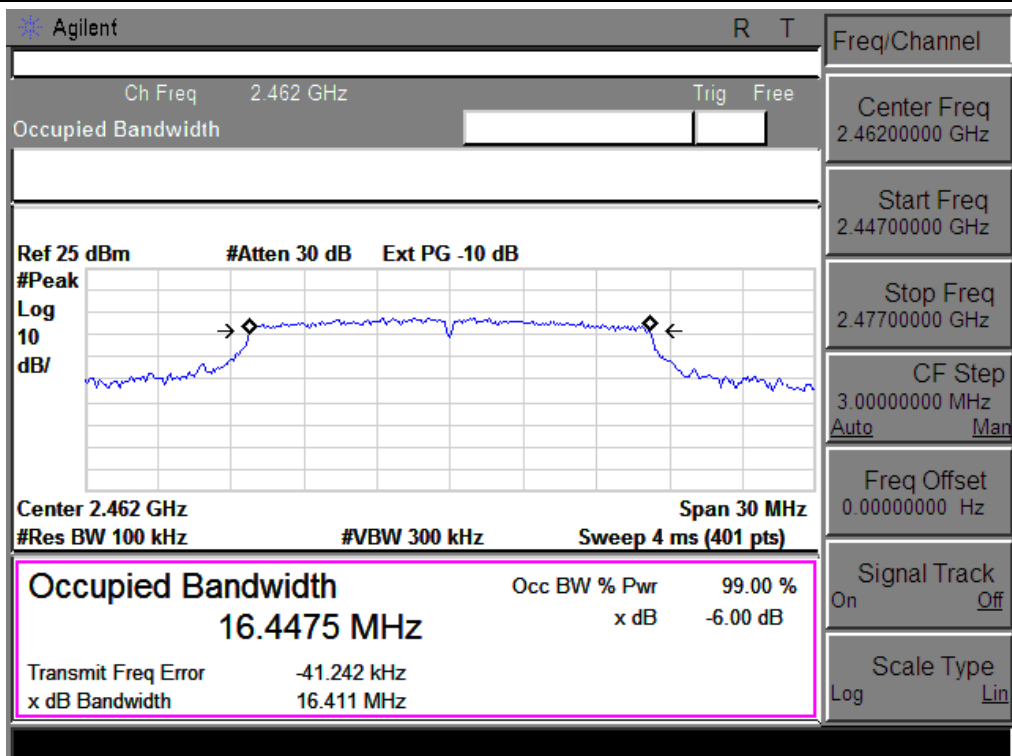 Agilent R T
Ch Freq 2.462 GHz Trig Free
Occupied Bandwidth
Ref 25 dBm #Atten 30 dB Ext PG -10 dB
#Peak
Log
10
dB/
Center 2.462 GHz Span 30 MHz
#Res BW 100 kHz #VBW 300 kHz Sweep 4 ms (401 pts)
Occupied Bandwidth
16.4475 MHz
Occ BW % Pwr 99.00 %
x dB -6.00 dB
Transmit Freq Error -41.242 kHz
x dB Bandwidth 16.411 MHz
Freq/Channel
Center Freq
2.46200000 GHz
Start Freq
2.44700000 GHz
Stop Freq
2.47700000 GHz
CF Step
3.00000000 MHz
Auto Man
Freq Offset
0.00000000 Hz
Signal Track
On Off
Scale Type
Log Lin